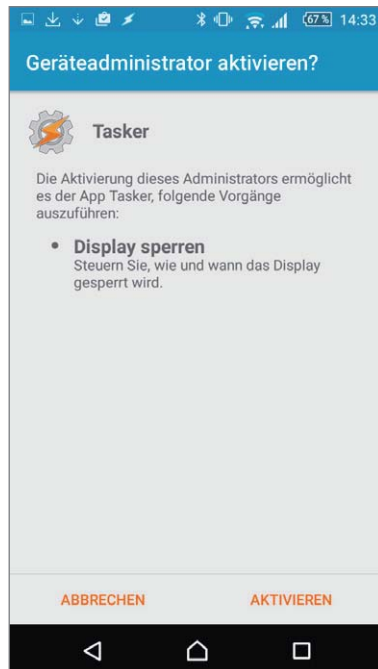 67 % 14:33
Geräteadministrator aktivieren?
Tasker
Die Aktivierung dieses Administrators ermöglicht
es der App Tasker, folgende Vorgänge
auszuführen:
• Display sperren
Steuern Sie, wie und wann das Display
gesperrt wird.
ABBRECHEN AKTIVIEREN